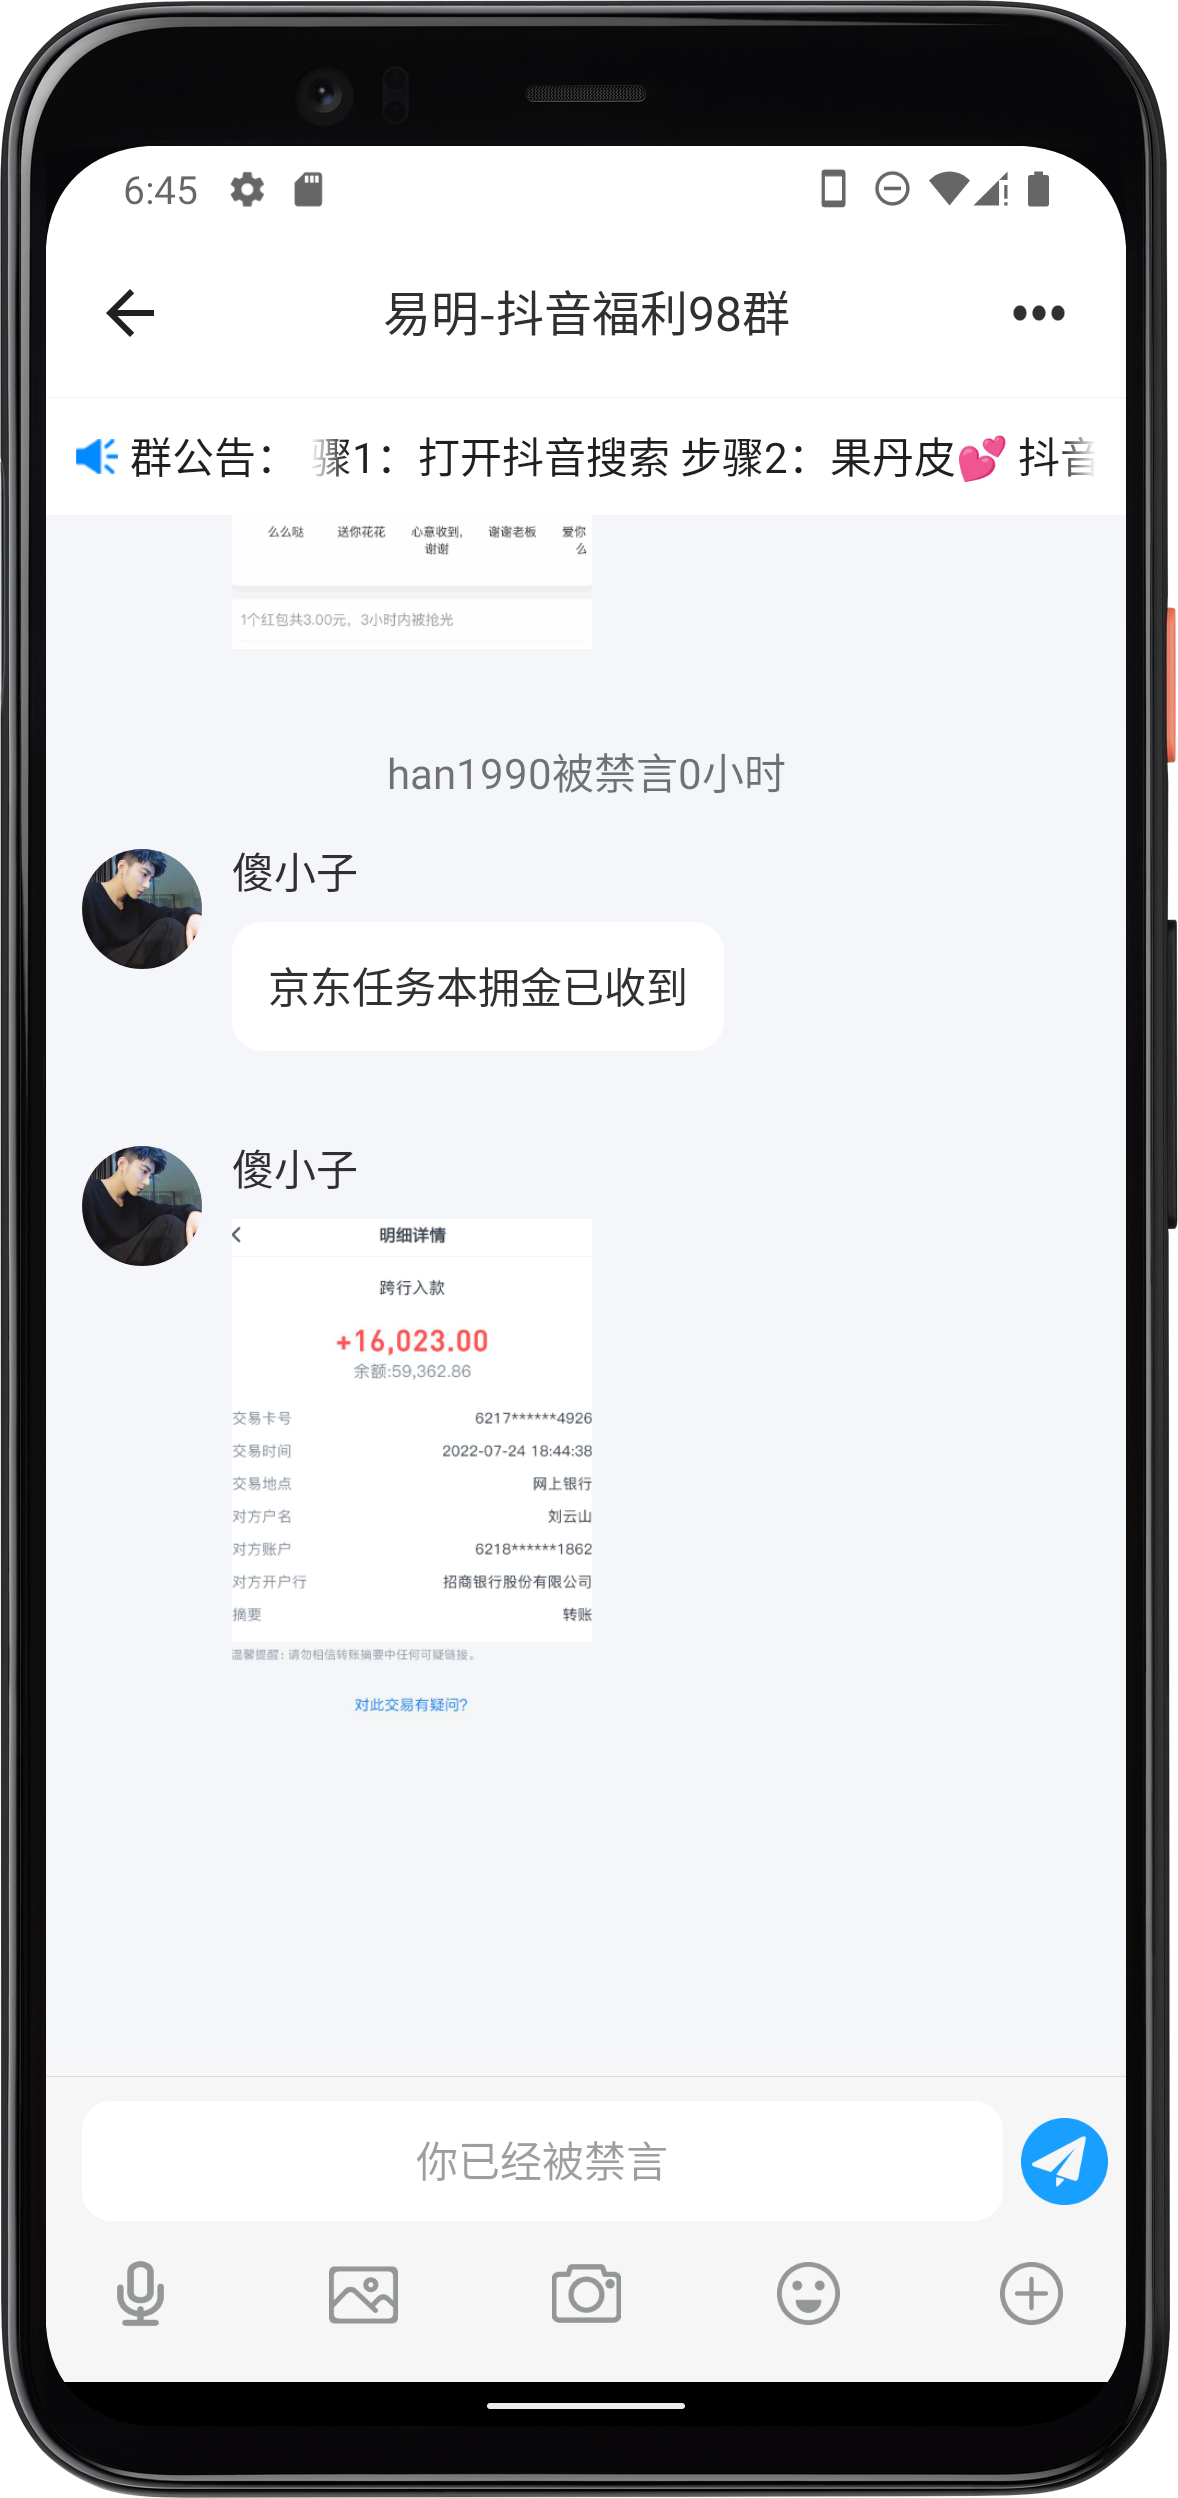 6:45
易明-抖音福利98群
群公告： 骤1：打开抖音搜索 步骤2：果丹皮💕 抖音
么么哒 送你花花 心意收到, 谢谢老板 爱你
谢谢 么
1个红包共3.00元，3小时内被抢光
han1990被禁言0小时
傻小子
京东任务本拥金已收到
傻小子
明细详情
跨行入款
+16,023.00
余额:59,362.86
交易卡号 6217******4926
交易时间 2022-07-24 18:44:38
交易地点 网上银行
对方户名 刘云山
对方账户 6218******1862
对方开户行 招商银行股份有限公司
摘要 转账
温馨提醒：请勿相信转账摘要中任何可疑链接。
对此交易有疑问?
你已经被禁言